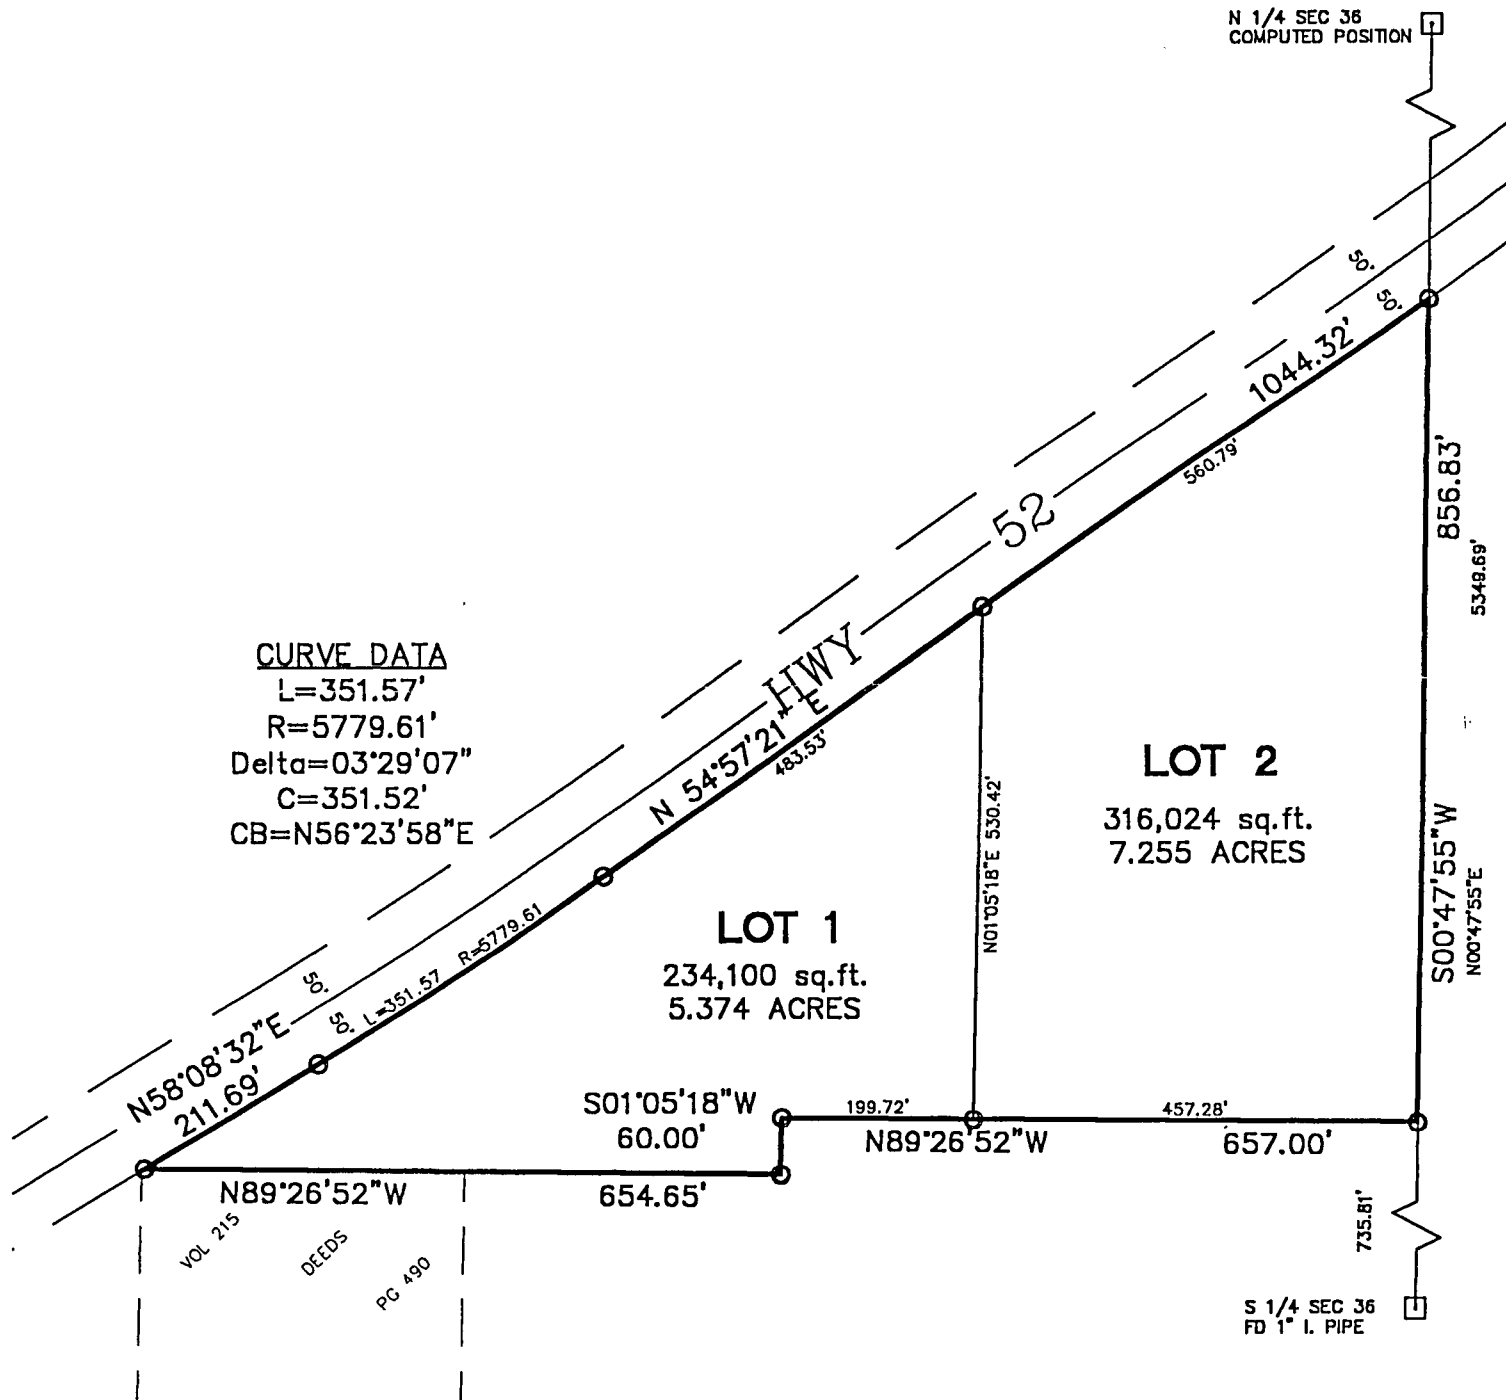 N 1/4 SEC 36
COMPUTED POSITION
50'
50'
1044.32'
560.79'
856.83'
5349.69'
52
HWY
CURVE DATA
L=351.57'
R=5779.61'
Delta=03°29'07"
C=351.52'
CB=N56°23'58"E
N 54°57'21" E
483.53'
LOT 2
316,024 sq.ft.
7.255 ACRES
N01°05'18"E 530.42'
S00°47'55"W
N00°47'55"E
LOT 1
234,100 sq.ft.
5.374 ACRES
L=351.57 R=5779.61
50'
50'
N58°08'32"E
211.69'
S01°05'18"W
60.00'
199.72'
N89°26'52"W
457.28'
657.00'
N89°26'52"W
654.65'
VOL 215
DEEDS
PG 490
735.81'
S 1/4 SEC 36
FD 1" I. PIPE